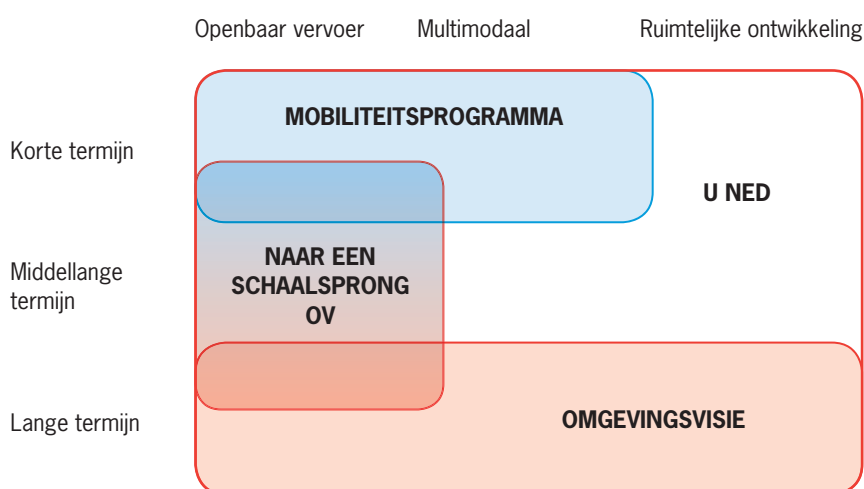 Openbaar vervoer Multimodaal Ruimtelijke ontwikkeling
MOBILITEITSPROGRAMMA
Korte termijn
U NED
NAAR EEN
SCHAALSPRONG
OV
Middellange
termijn
Lange termijn
OMGEVINGSVISIE